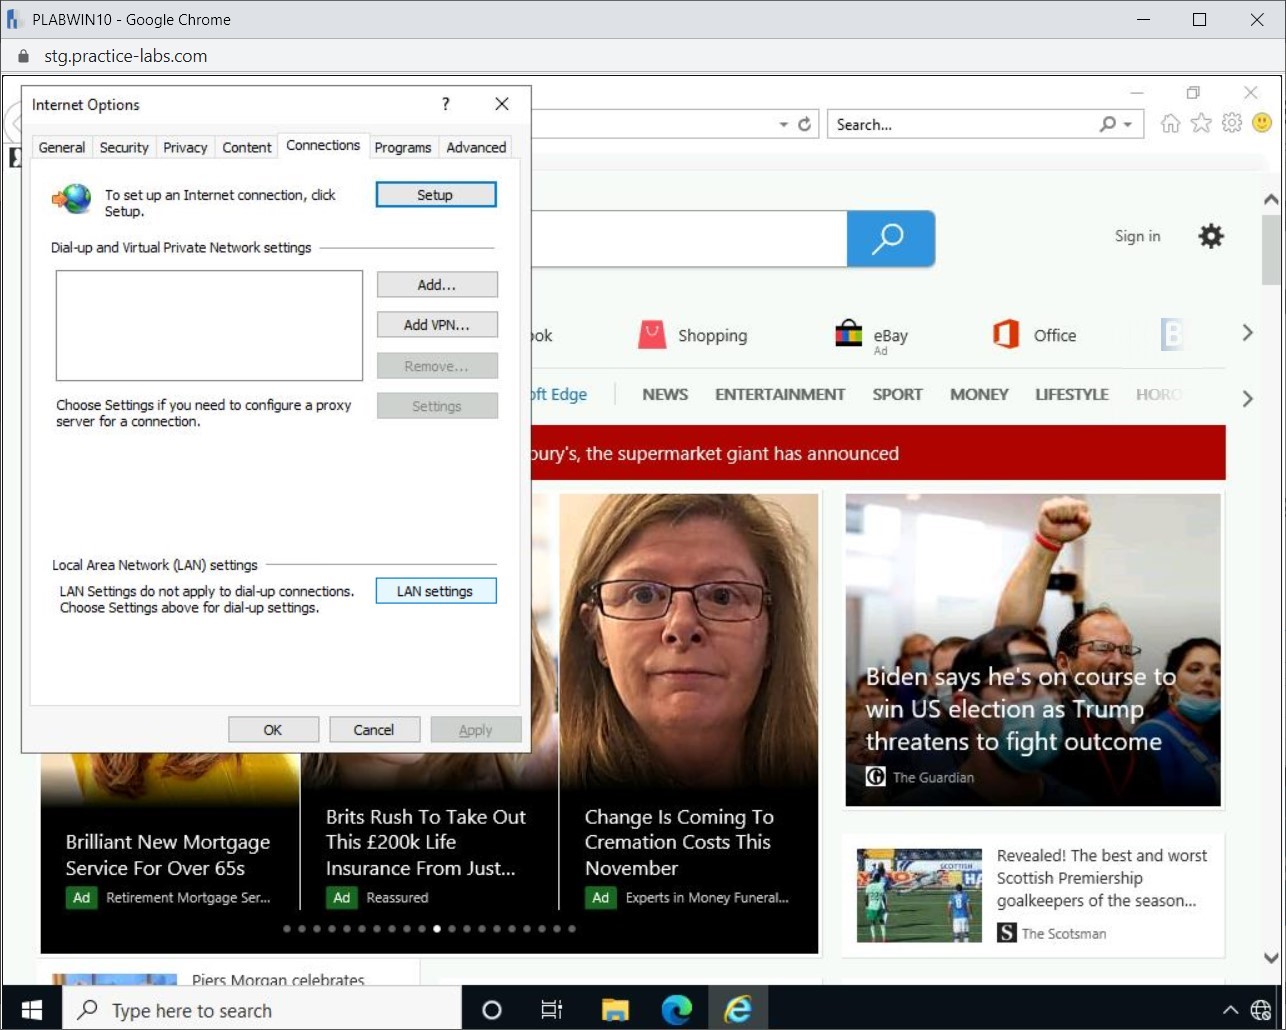 PLABWIN10 - Google Chrome
stg.practice-labs.com
Internet Options
?
General
Security
Privacy
Content
Connections
Programs
Advanced
To set up an Internet connection, click
Setup.
Setup
Dial-up and Virtual Private Network settings
Add...
Add VPN...
Remove...
Choose Settings if you need to configure a proxy
server for a connection.
Settings
Local Area Network (LAN) settings
LAN Settings do not apply to dial-up connections.
Choose Settings above for dial-up settings.
LAN settings
OK
Cancel
Apply
Search...
Sign in
ook
Shopping
eBay
Ad
Office
B
oft Edge
NEWS
ENTERTAINMENT
SPORT
MONEY
LIFESTYLE
HORO
bury's, the supermarket giant has announced
Brilliant New Mortgage
Service For Over 65s
Ad Retirement Mortgage Ser...
Brits Rush To Take Out
This £200k Life
Insurance From Just...
Ad Reassured
Change Is Coming To
Cremation Costs This
November
Ad Experts in Money Funeral...
Biden says he's on course to
win US election as Trump
threatens to fight outcome
The Guardian
Revealed! The best and worst
Scottish Premiership
goalkeepers of the season...
S The Scotsman
SCOTTISH
Piers Morgan celebrates
Type here to search